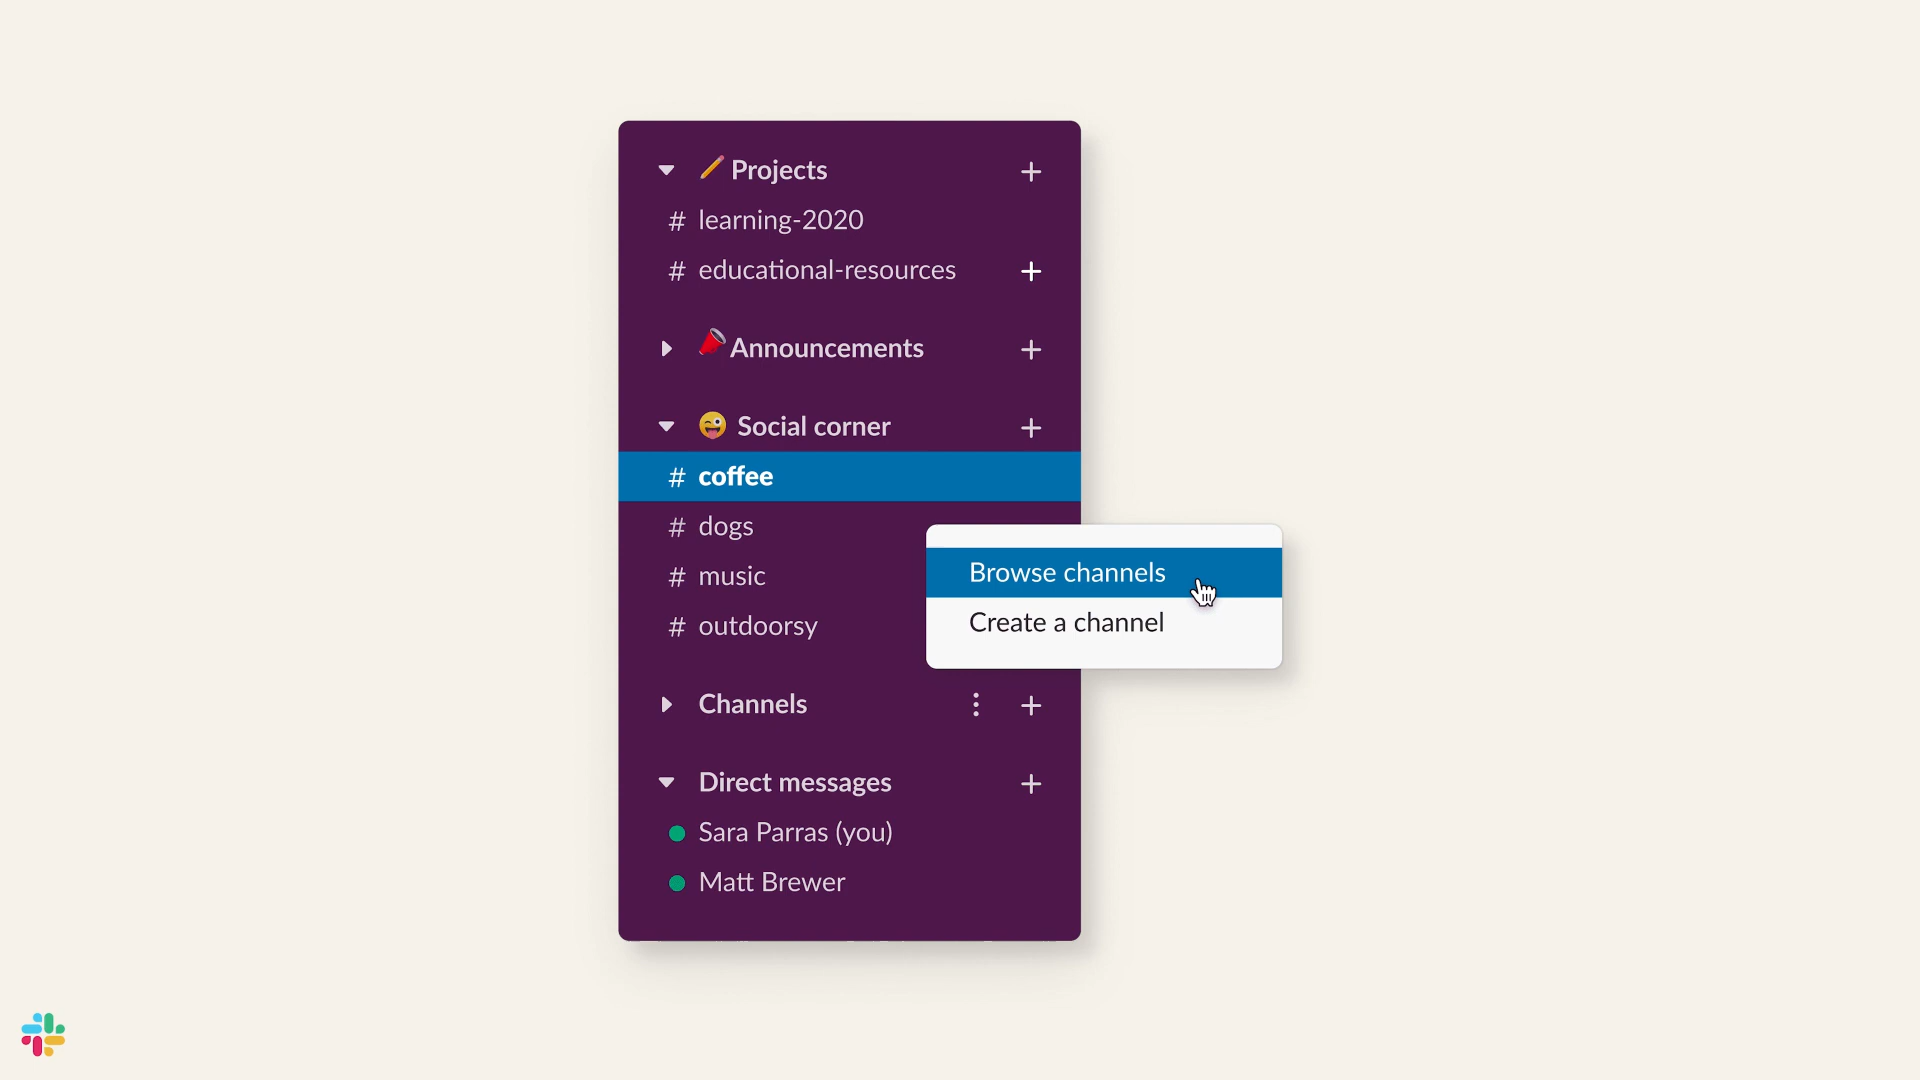 Projects
# learning-2020
# educational-resources
Announcements
Social corner
# coffee
# dogs
# music
# outdoorsy
Browse channels
Create a channel
Channels
Direct messages
Sara Parras (you)
Matt Brewer